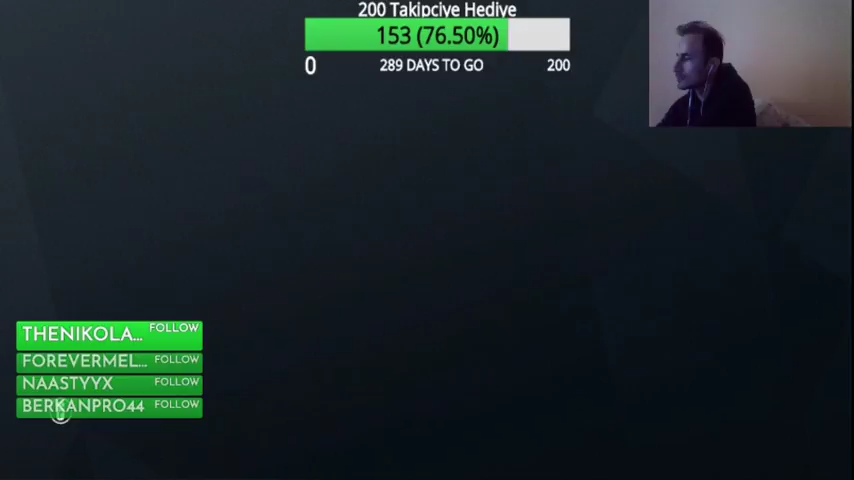 200 Takipciye Hediye
153 (76.50%)
0 289 DAYS TO GO 200
THENIKOLA... FOLLOW
FOREVERMEL... FOLLOW
NAASTYYX FOLLOW
BERKANPRO44 FOLLOW